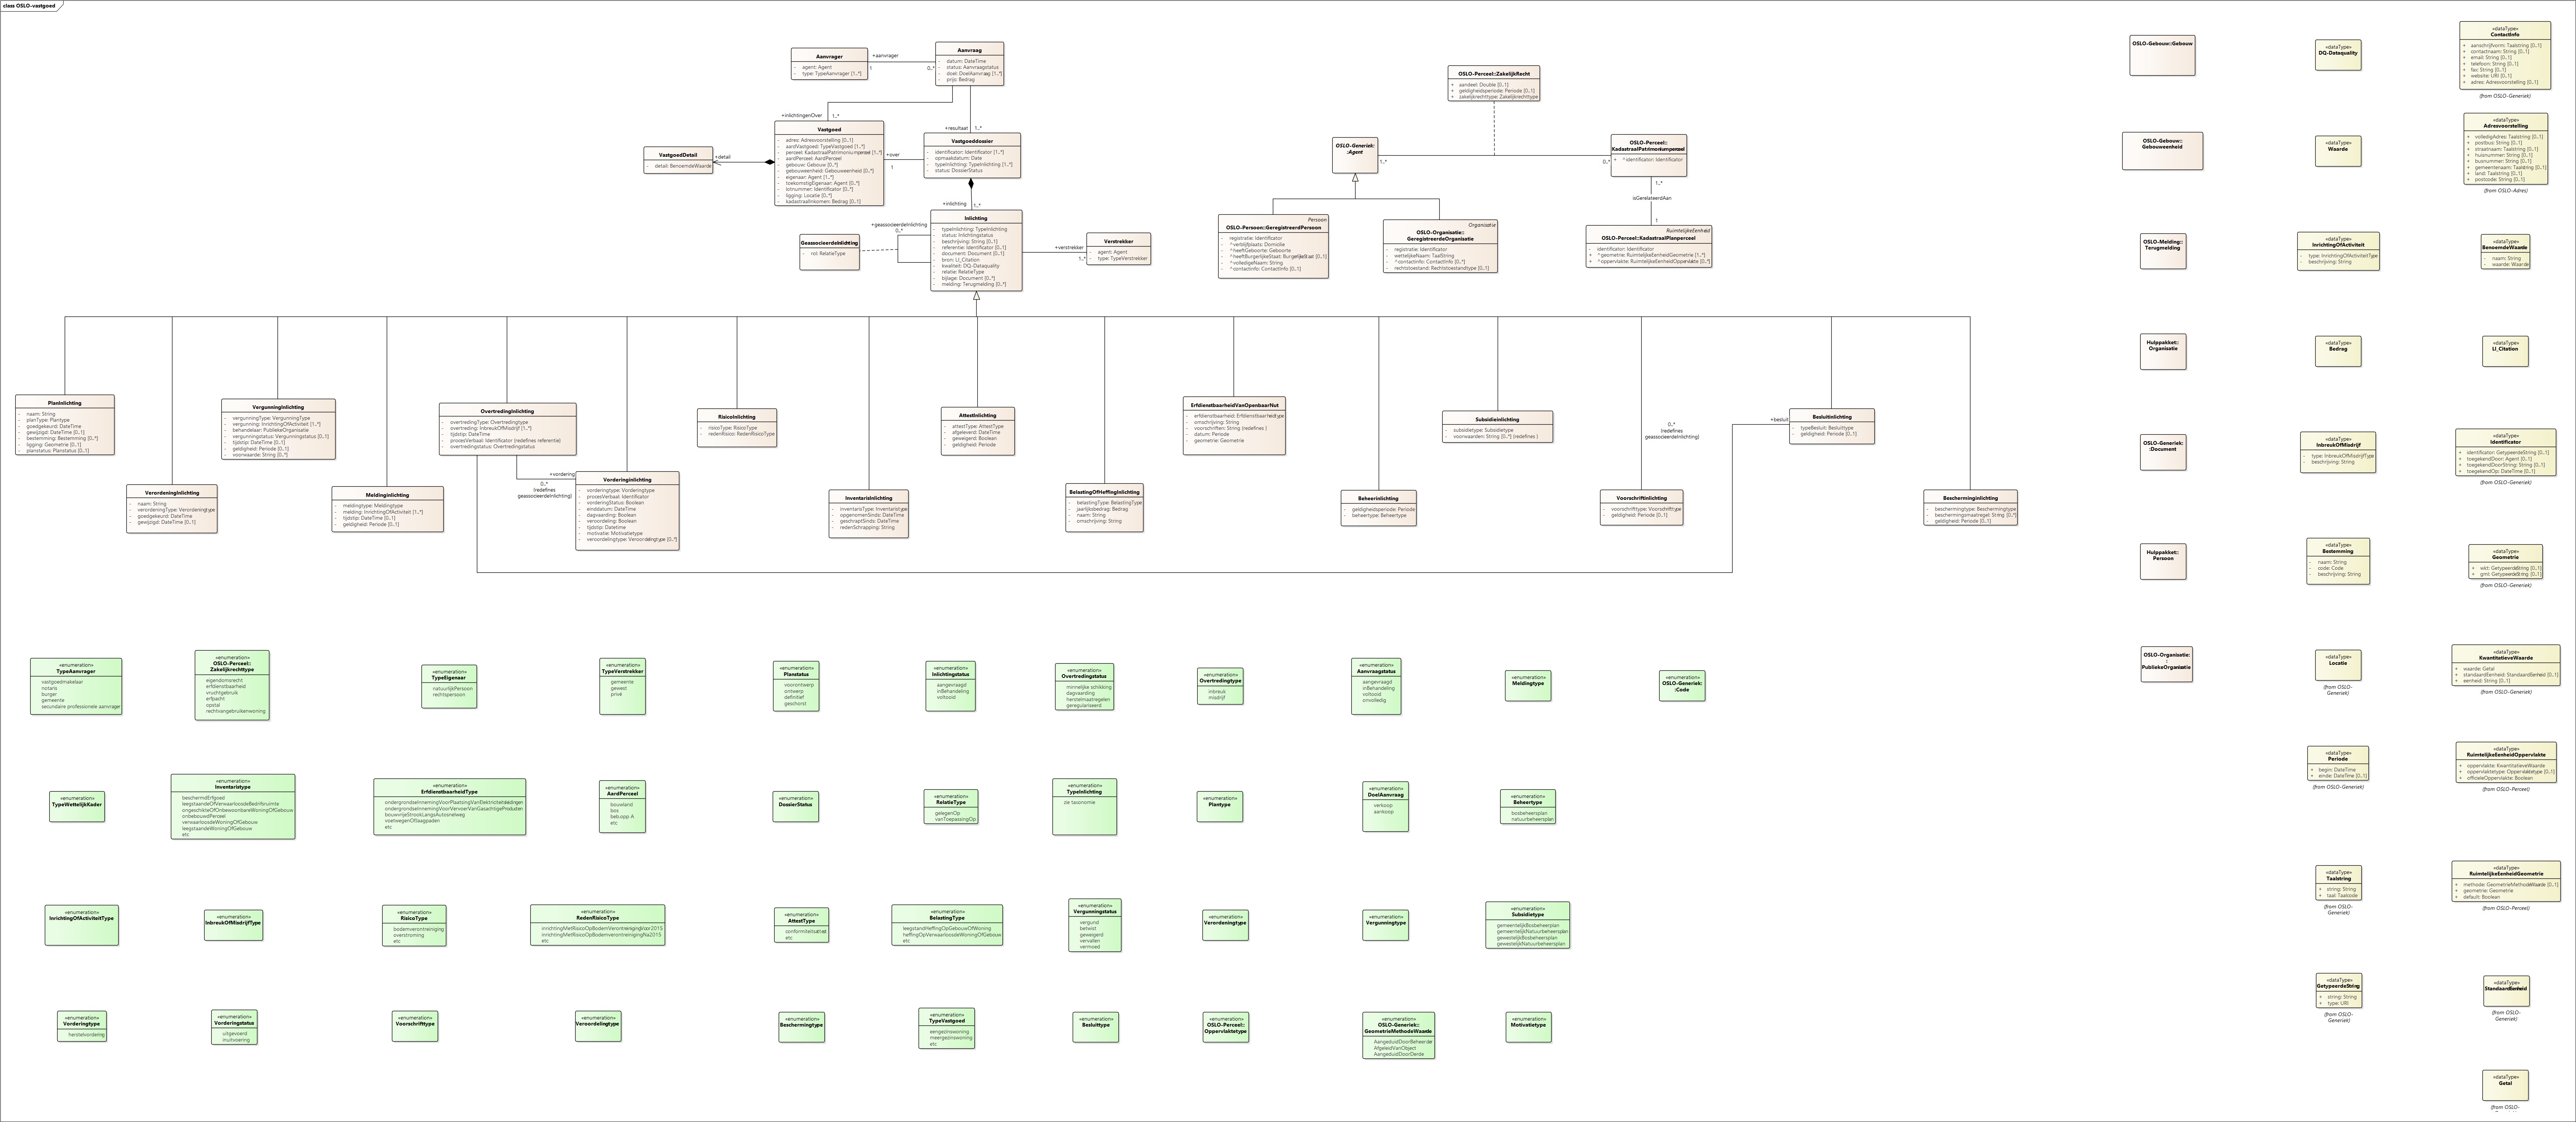 class OSLO-vastgoed
Aanvrager
- agent: Agent
- type: TypeAanvrager [1..*]
+aanvrager
1
0..*
Aanvraag
- datum: DateTime
- status: Aanvraagstatus
- doel: DoelAanvraag [1..*]
- prijs: Bedrag
+inlichtingenOver
1..*
+resultaat
1..*
VastgoedDetail
- detail: BenoemdeWaarde
+detail
Vastgoed
- adres: Adresvoorstelling [0..1]
- aardVastgoed: TypeVastgoed [1..*]
- perceel: KadastraalPatrimoniumperceel [1..*]
- aardPerceel: AardPerceel
- gebouw: Gebouw [0..*]
- gebouweenheid: Gebouweenheid [0..*]
- eigenaar: Agent [1..*]
- toekomstigEigenaar: Agent [0..*]
- lotnummer: Identificator [0..*]
- ligging: Locatie [0..*]
- kadastraalInkomen: Bedrag [0..1]
+over
1
Vastgoeddossier
- identificator: Identificator [1..*]
- opmaakdatum: Date
- typeInlichting: TypeInlichting [1..*]
- status: DossierStatus
+inlichting
1..*
+geassocieerdeInlichting
0..*
GeassocieerdeInlichting
- rol: RelatieType
Inlichting
- typeInlichting: TypeInlichting
- status: Inlichtingstatus
- beschrijving: String [0..1]
- referentie: Identificator [0..1]
- document: Document [0..1]
- bron: LI_Citation
- kwaliteit: DQ-Dataquality
- relatie: RelatieType
- bijlage: Document [0..*]
- melding: Terugmelding [0..*]
+verstrekker
1..*
Verstrekker
- agent: Agent
- type: TypeVerstrekker
OSLO-Perceel::ZakelijkRecht
+ aandeel: Double [0..1]
+ geldigheidsperiode: Periode [0..1]
+ zakelijkrechttype: Zakelijkrechttype
OSLO-Generiek:
:Agent
1..*
0..*
OSLO-Perceel::
KadastraalPatrimoniumperceel
+ ^identificator: Identificator
1..*
isGerelateerdAan
1
Persoon
OSLO-Persoon::GeregistreerdPersoon
- registratie: Identificator
- ^verblijfplaats: Domicilie
- ^heeftGeboorte: Geboorte
- ^heeftBurgerlijkeStaat: BurgerlijkeStaat [0..1]
- ^volledigeNaam: String
- ^contactinfo: ContactInfo [0..1]
Organisatie
OSLO-Organisatie::
GeregistreerdeOrganisatie
- registratie: Identificator
- wettelijkeNaam: TaalString
- ^contactinfo: ContactInfo [0..*]
- rechtstoestand: Rechtstoestandtype [0..1]
RuimtelijkeEenheid
OSLO-Perceel::KadastraalPlanperceel
- identificator: Identificator
+ ^geometrie: RuimtelijkeEenheidGeometrie [1..*]
+ ^oppervlakte: RuimtelijkeEenheidOppervlakte [0..*]
PlanInlichting
- naam: String
- planType: Plantype
- goedgekeurd: DateTime
- gewijzigd: DateTime [0..1]
- bestemming: Bestemming [0..*]
- ligging: Geometrie [0..1]
- planstatus: Planstatus [0..1]
VerordeningInlichting
- naam: String
- verordeningType: Verordeningtype
- goedgekeurd: DateTime
- gewijzigd: DateTime [0..1]
VergunningInlichting
- vergunningType: VergunningType
- vergunning: InrichtingOfActiviteit [1..*]
- behandelaar: PubliekeOrganisatie
- vergunningstatus: Vergunningstatus [0..1]
- tijdstip: DateTime [0..1]
- geldigheid: Periode [0..1]
- voorwaarde: String [0..*]
MeldingInlichting
- meldingtype: Meldingtype
- melding: InrichtingOfActiviteit [1..*]
- tijdstip: DateTime [0..1]
- geldigheid: Periode [0..1]
OvertredingInlichting
- overtredingType: Overtredingtype
- overtreding: InbreukOfMisdrijf [1..*]
- tijdstip: DateTime
- procesVerbaal: Identificator (redefines referentie)
- overtredingstatus: Overtredingstatus
+vordering
0..*
(redefines
geassocieerdeInlichting)
VorderingInlichting
- vorderingtype: Vorderingtype
- procesVerbaal: Identificator
- vorderingStatus: Boolean
- einddatum: DateTime
- dagvaarding: Boolean
- veroordeling: Boolean
- tijdstip: Datetime
- motivatie: Motivatietype
- veroordelingtype: Veroordelingtype [0..*]
RisicoInlichting
- risicoType: RisicoType
- redenRisico: RedenRisicoType
InventarisInlichting
- inventarisType: Inventaristype
- opgenomenSinds: DateTime
- geschraptSinds: DateTime
- redenSchrapping: String
AttestInlichting
- attestType: AttestType
- afgeleverd: DateTime
- geweigerd: Boolean
- geldigheid: Periode
BelastingOfHeffingInlichting
- belastingType: BelastingType
- jaarlijksbedrag: Bedrag
- naam: String
- omschrijving: String
ErfdienstbaarheidVanOpenbaarNut
- erfdienstbaarheid: Erfdienstbaarheidtype
- omschrijving: String
- voorschriften: String (redefines )
- datum: Periode
- geometrie: Geometrie
BeheerInlichting
- geldigheidsperiode: Periode
- beheertype: Beheertype
SubsidieInlichting
- subsidietype: Subsidietype
- voorwaarden: String [0..*] (redefines )
VoorschriftInlichting
- voorschrifttype: Voorschrifttype
- geldigheid: Periode [0..1]
0..*
(redefines
geassocieerdeInlichting)
+besluit
BesluitInlichting
- typeBesluit: Besluittype
- geldigheid: Periode [0..1]
BeschermingInlichting
- beschermingtype: Beschermingtype
- beschermingsmaatregel: String [0..*]
- geldigheid: Periode [0..1]
«enumeration»
TypeAanvrager
vastgoedmakelaar
notaris
burger
gemeente
secundaire professionele aanvrager
«enumeration»
OSLO-Perceel::
Zakelijkrechttype
eigendomsrecht
erfdienstbaarheid
vruchtgebruik
erfpacht
opstal
rechtvangebruikenwoning
«enumeration»
TypeEigenaar
natuurlijkPersoon
rechtspersoon
«enumeration»
TypeVerstrekker
gemeente
gewest
privé
«enumeration»
Planstatus
voorontwerp
ontwerp
definitief
geschorst
«enumeration»
Inlichtingstatus
aangevraagd
inBehandeling
voltooid
«enumeration»
Overtredingstatus
minnelijke schikking
dagvaarding
herstelmaatregelen
geregulariseerd
«enumeration»
Overtredingtype
inbreuk
misdrijf
«enumeration»
Aanvraagstatus
aangevraagd
inBehandeling
voltooid
onvolledig
«enumeration»
Meldingtype
«enumeration»
OSLO-Generiek:
:Code
«enumeration»
TypeWettelijkKader
«enumeration»
Inventaristype
beschermdErfgoed
leegstaandeOfVerwaarloosdeBedrifsruimte
ongeschikteOfOnbewoonbareWoningOfGebouw
onbebouwdPerceel
verwaarloosdeWoningOfGebouw
leegstaandeWoningOfGebouw
etc
«enumeration»
ErfdienstbaarheidType
ondergrondseInnemingVoorPlaatsingVanElektriciteitsleidingen
ondergrondseInnemingVoorVervoerVanGasachtigeProducten
bouwvrijeStrookLangsAutosnelweg
voetwegenOfJaagpaden
etc
«enumeration»
AardPerceel
bouwland
bos
beb.opp A
etc
«enumeration»
DossierStatus
«enumeration»
RelatieType
gelegenOp
vanToepassingOp
«enumeration»
TypeInlichting
zie taxonomie
«enumeration»
Plantype
«enumeration»
DoelAanvraag
verkoop
aankoop
«enumeration»
Beheertype
bosbeheersplan
natuurbeheersplan
«enumeration»
InrichtingOfActiviteitType
«enumeration»
InbreukOfMisdrijfType
«enumeration»
RisicoType
bodemverontreiniging
overstroming
etc
«enumeration»
RedenRisicoType
inrichtingMetRisicoOpBodemVerontreinigingVoor2015
inrichtingMetRisicoOpBodemverontreinigingNa2015
etc
«enumeration»
AttestType
conformiteitsattest
etc
«enumeration»
BelastingType
leegstandHeffingOpGebouwOfWoning
heffingOpVerwaarloosdeWoningOfGebouw
etc
«enumeration»
Vergunningstatus
vergund
betwist
geweigerd
vervallen
vermoed
«enumeration»
Verordeningtype
«enumeration»
Vergunningtype
«enumeration»
Subsidietype
gemeentelijkBosbeheerplan
gemeentelijkNatuurbeheersplan
gewestelijkBosbeheersplan
gewestelijkNatuurbeheersplan
«enumeration»
Vorderingtype
herstelvordering
«enumeration»
Vorderingstatus
uitgevoerd
inuitvoering
«enumeration»
Voorschrifttype
«enumeration»
Veroordelingtype
«enumeration»
Beschermingtype
«enumeration»
TypeVastgoed
eengezinswoning
meergezinswoning
etc
«enumeration»
Besluittype
«enumeration»
OSLO-Perceel::
Oppervlaktetype
«enumeration»
OSLO-Generiek::
GeometrieMethodeWaarde
AangeduidDoorBeheerder
AfgeleidVanObject
AangeduidDoorDerde
«enumeration»
Motivatietype
OSLO-Gebouw::Gebouw
OSLO-Gebouw::
Gebouweenheid
OSLO-Melding::
Terugmelding
Hulppakket::
Organisatie
OSLO-Generiek:
:Document
Hulppakket::
Persoon
OSLO-Organisatie:
:
PubliekeOrganisatie
«dataType»
DQ-Dataquality
«dataType»
Waarde
«dataType»
InrichtingOfActiviteit
- type: InrichtingOfActiviteitType
- beschrijving: String
«dataType»
Bedrag
«dataType»
InbreukOfMisdrijf
- type: InbreukOfMisdrijfType
- beschrijving: String
«dataType»
Bestemming
- naam: String
- code: Code
- beschrijving: String
«dataType»
Locatie
(from OSLO-
Generiek)
«dataType»
Periode
+ begin: DateTime
+ einde: DateTime [0..1]
(from OSLO-Generiek)
«dataType»
Taalstring
+ string: String
+ taal: Taalcode
(from OSLO-
Generiek)
«dataType»
GetypeerdeString
+ string: String
+ type: URI
(from OSLO-
Generiek)
«dataType»
ContactInfo
+ aanschrijfvorm: Taalstring [0..1]
+ contactnaam: String [0..1]
+ email: String [0..1]
+ telefoon: String [0..1]
+ fax: String [0..1]
+ website: URI [0..1]
+ adres: Adresvoorstelling [0..1]
(from OSLO-Generiek)
«dataType»
Adresvoorstelling
+ volledigAdres: Taalstring [0..1]
+ postbus: String [0..1]
+ straatnaam: Taalstring [0..1]
+ huisnummer: String [0..1]
+ busnummer: String [0..1]
+ gemeentenaam: Taalstring [0..1]
+ land: Taalstring [0..1]
+ postcode: String [0..1]
(from OSLO-Adres)
«dataType»
BenoemdeWaarde
- naam: String
- waarde: Waarde
«dataType»
LI_Citation
«dataType»
Identificator
+ identificator: GetypeerdeString [0..1]
+ toegekendDoor: Agent [0..1]
+ toegekendDoorString: String [0..1]
+ toegekendOp: DateTime [0..1]
(from OSLO-Generiek)
«dataType»
Geometrie
+ wkt: GetypeerdeString [0..1]
+ gml: GetypeerdeString [0..1]
(from OSLO-Generiek)
«dataType»
KwantitatieveWaarde
+ waarde: Getal
+ standaardEenheid: StandaardEenheid [0..1]
+ eenheid: String [0..1]
(from OSLO-Generiek)
«dataType»
RuimtelijkeEenheidOppervlakte
+ oppervlakte: KwantitatieveWaarde
+ oppervlaktetype: Oppervlaktetype [0..1]
+ officieleOppervlakte: Boolean
(from OSLO-Perceel)
«dataType»
RuimtelijkeEenheidGeometrie
+ methode: GeometrieMethodeWaarde [0..1]
+ geometrie: Geometrie
+ default: Boolean
(from OSLO-Perceel)
«dataType»
StandaardEenheid
(from OSLO-
Generiek)
«dataType»
Getal
(from OSLO-